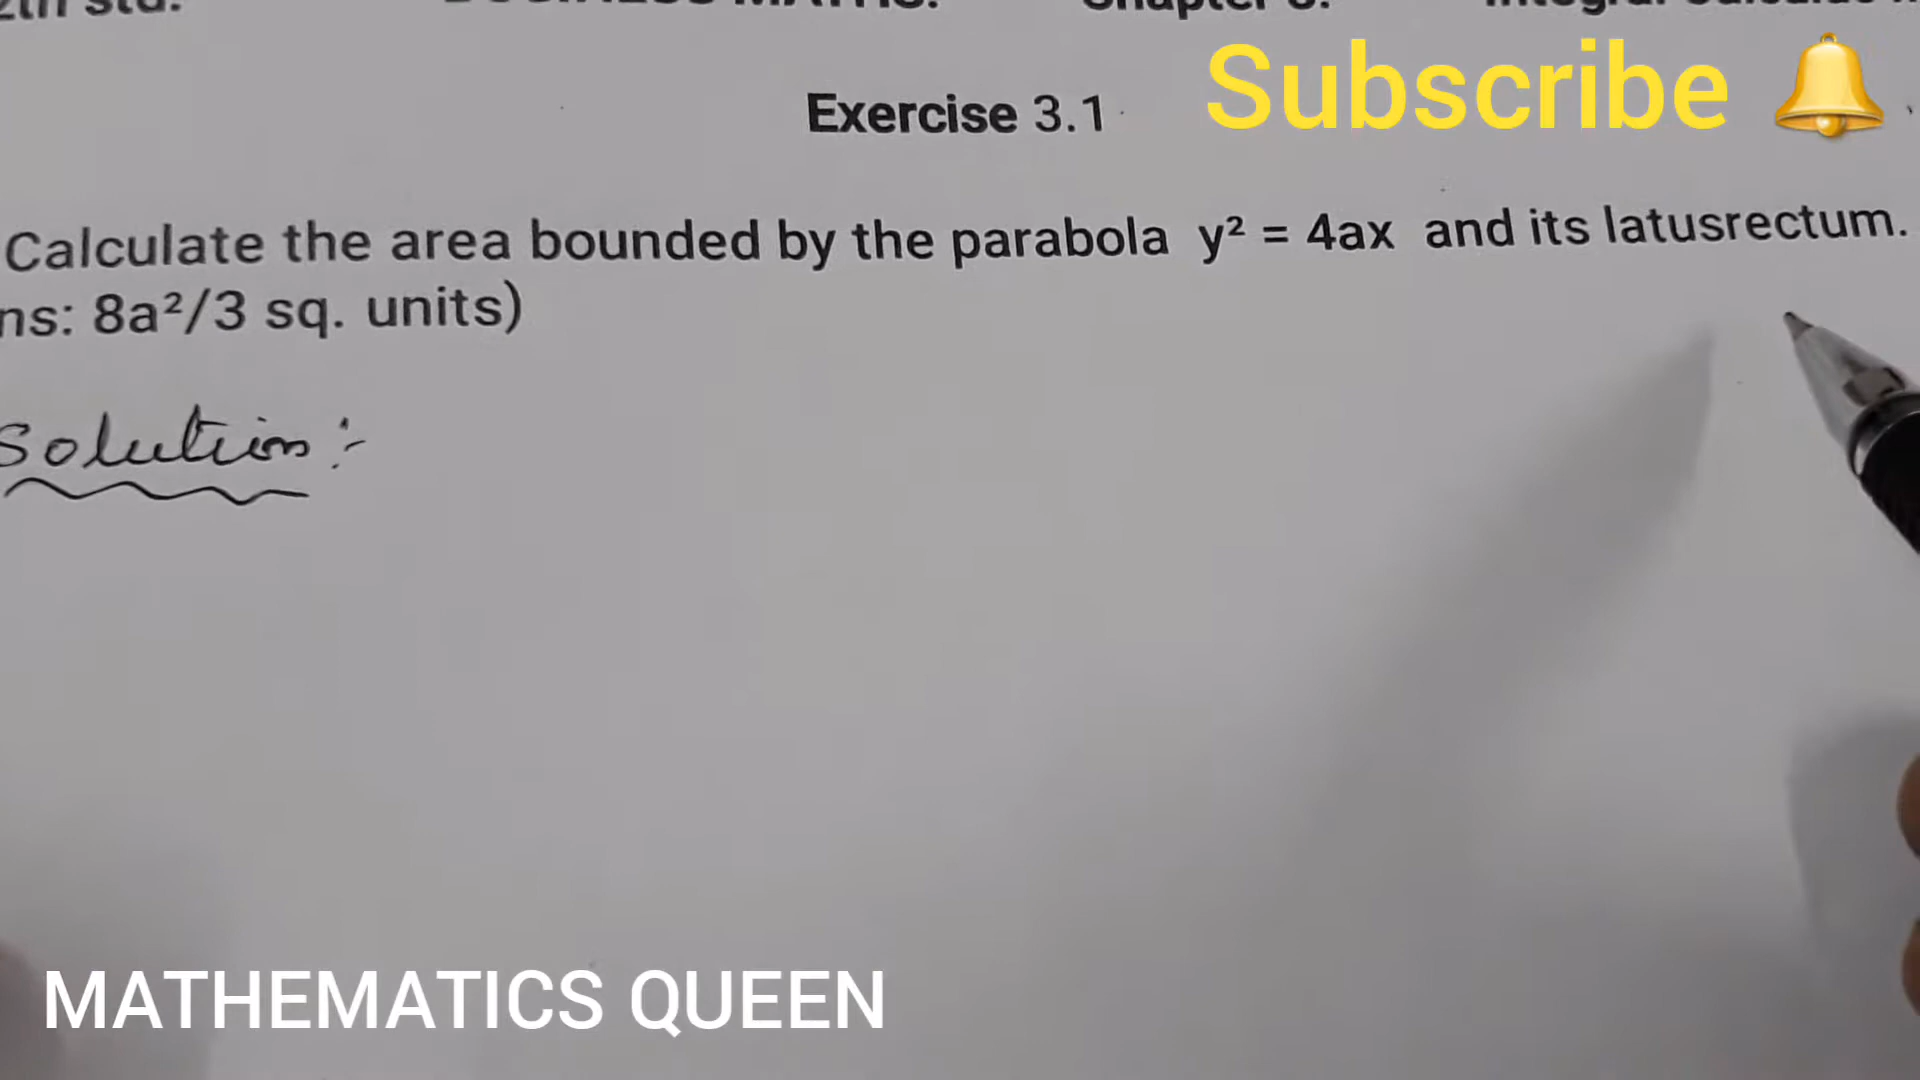 Subscribe
Exercise 3.1
Calculate the area bounded by the parabola y² = 4ax and its latusrectum.
ns: 8a²/3 sq. units)
Solution :-
MATHEMATICS QUEEN